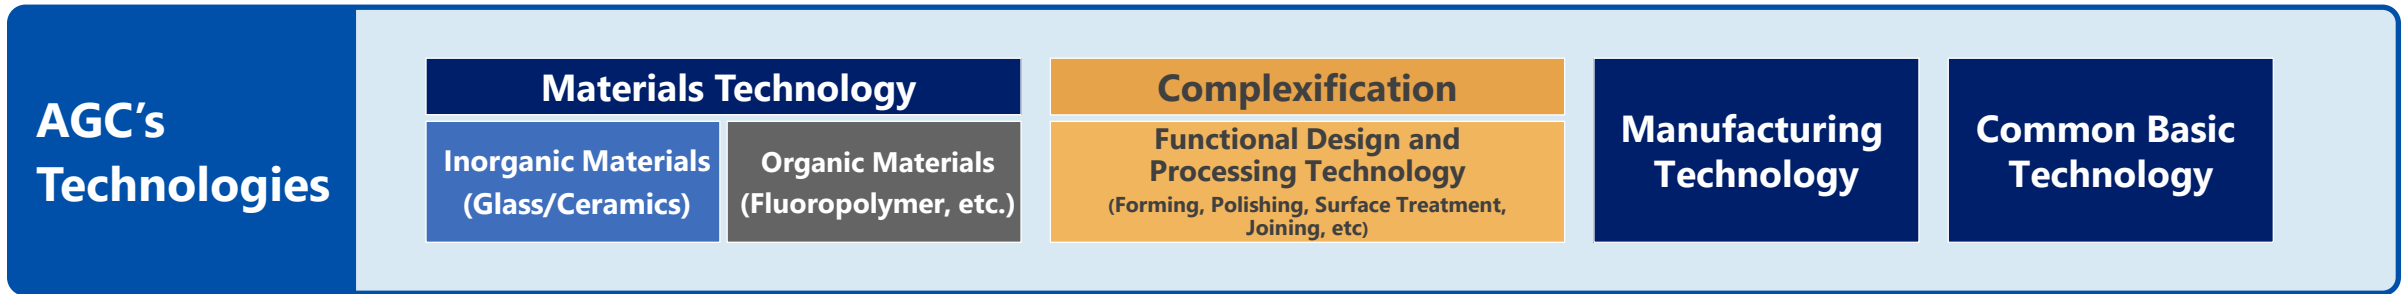 AGC’s
Technologies
Materials Technology
Inorganic Materials
(Glass/Ceramics)
Organic Materials
(Fluoropolymer, etc.)
Complexification
Functional Design and
Processing Technology
(Forming, Polishing, Surface Treatment,
Joining, etc)
Manufacturing
Technology
Common Basic
Technology